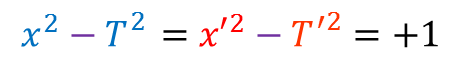 x² − T² = x′² − T′² = +1